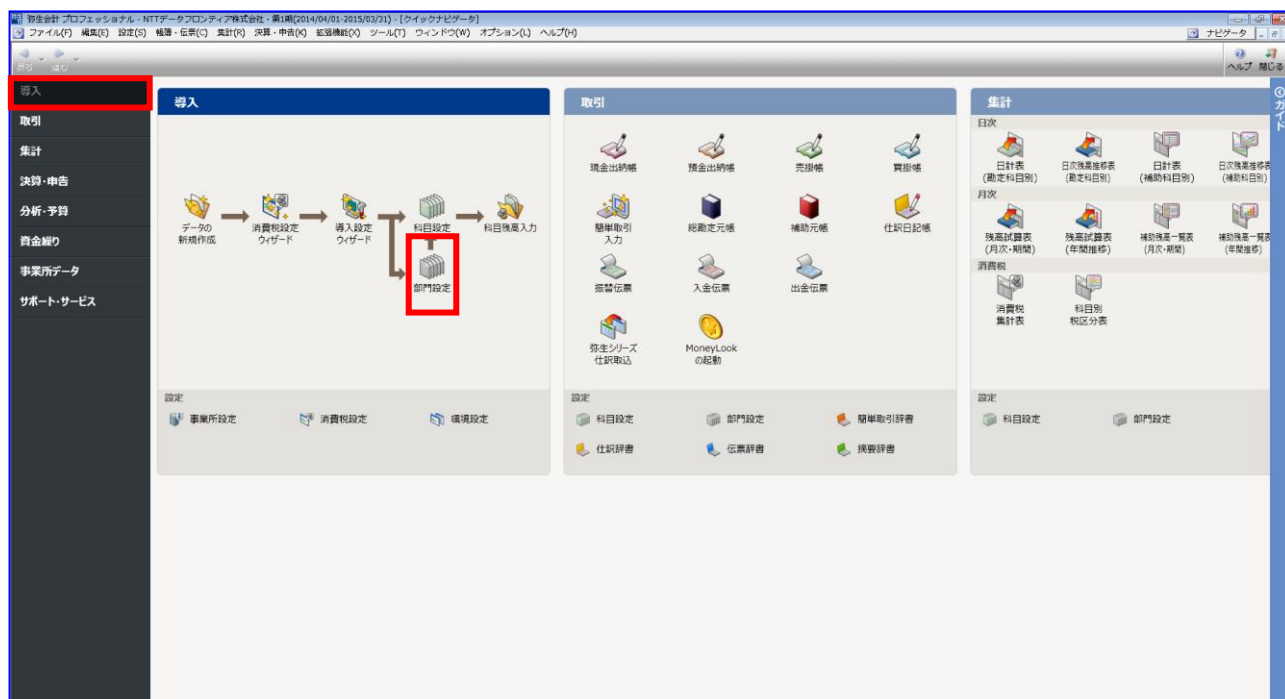 弥生会計 プロフェッショナル - NTTデータフロンティア株式会社 - 第1期(2014/04/01-2015/03/31) - [クイックナビゲータ]
ファイル(F) 編集(E) 設定(S) 帳簿・伝票(C) 集計(R) 決算・申告(K) 拡張機能(X) ツール(T) ウィンドウ(W) オプション(L) ヘルプ(H) ナビゲータ
戻る 進む ヘルプ 閉じる
導入
取引
集計
決算・申告
分析・予算
資金繰り
事業所データ
サポート・サービス
導入
データの
新規作成
消費税設定
ウィザード
導入設定
ウィザード
科目設定
科目残高入力
部門設定
設定
事業所設定 消費税設定 環境設定
取引
現金出納帳 預金出納帳 売掛帳 買掛帳
簡単取引
入力
総勘定元帳 補助元帳 仕訳日記帳
振替伝票 入金伝票 出金伝票
弥生シリーズ
仕訳取込
MoneyLook
の起動
設定
科目設定 部門設定 簡単取引辞書
仕訳辞書 伝票辞書 摘要辞書
集計
日次
日計表
(勘定科目別)
日次残高推移表
(勘定科目別)
日計表
(補助科目別)
日次残高推移表
(補助科目別)
月次
残高試算表
(月次・期間)
残高試算表
(年間推移)
補助残高一覧表
(月次・期間)
補助残高一覧表
(年間推移)
消費税
消費税
集計表
科目別
税区分表
設定
科目設定 部門設定
ガイド